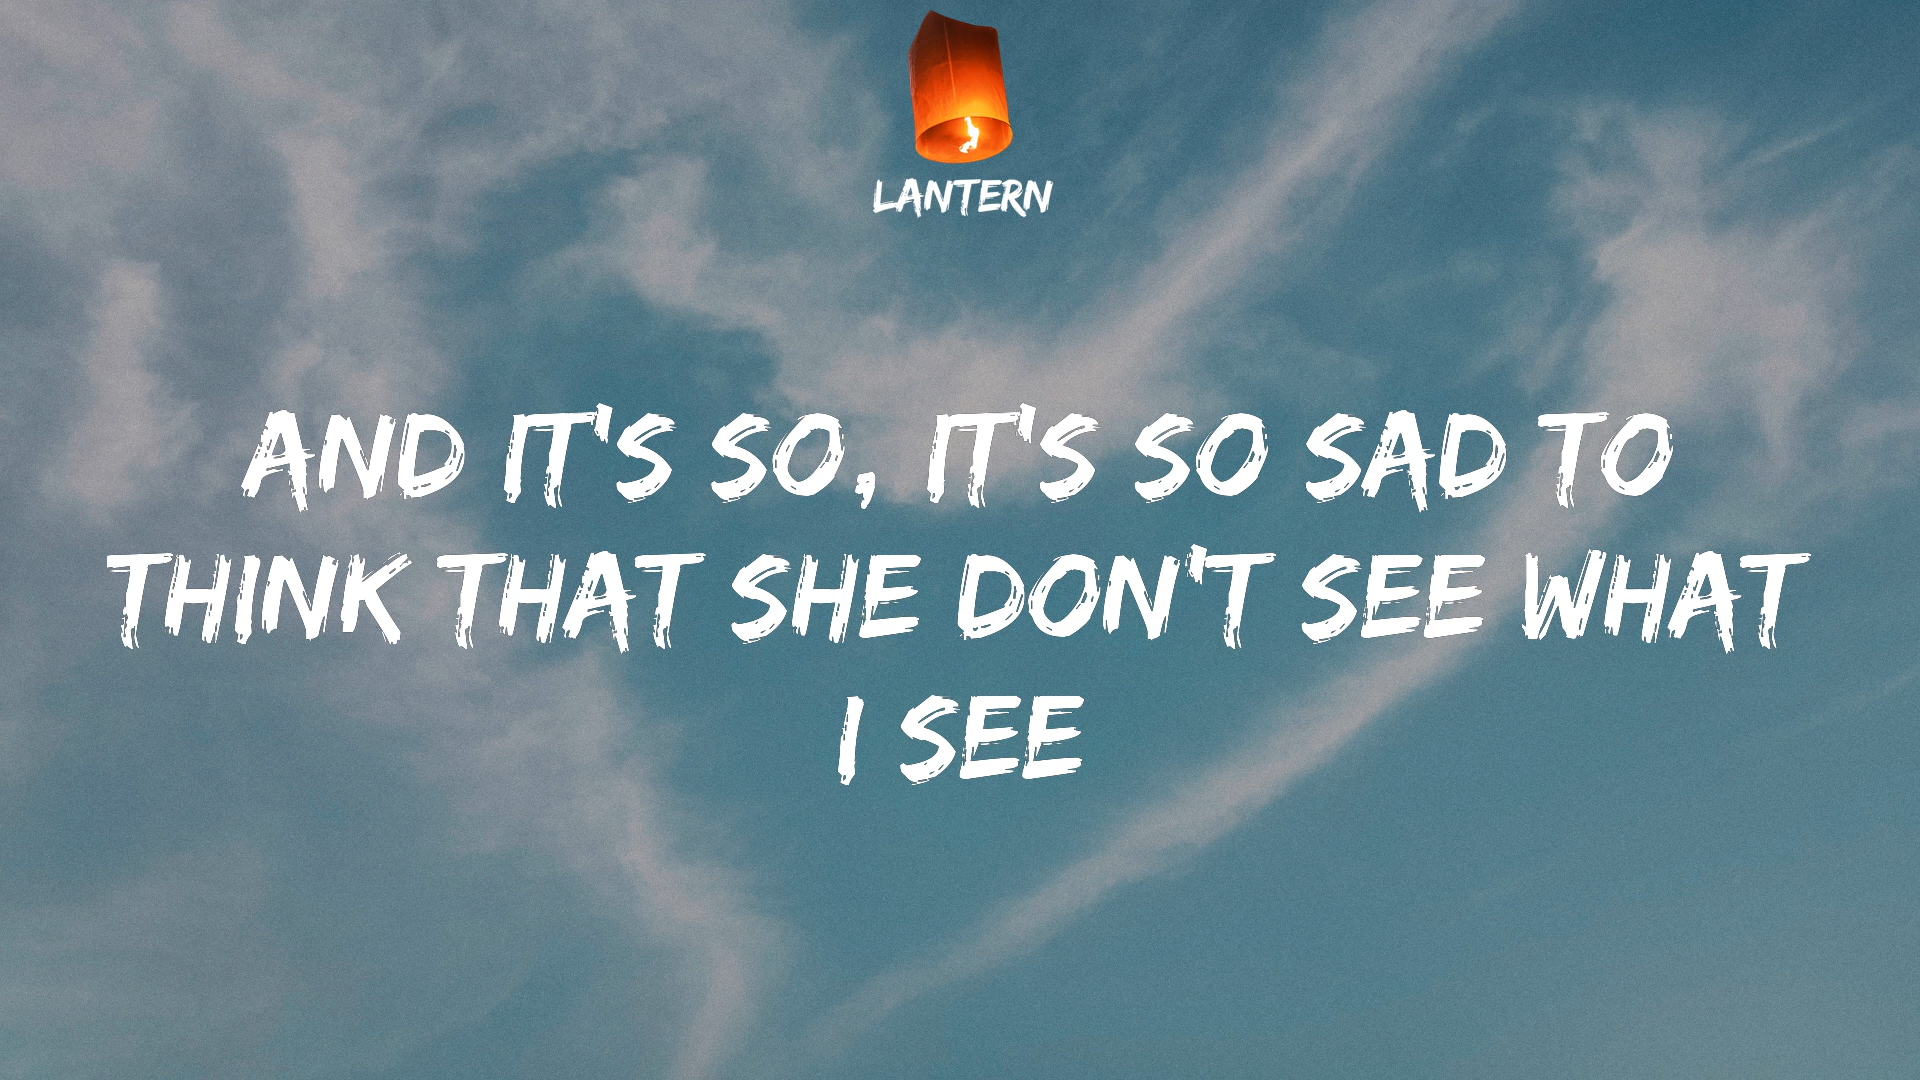 LANTERN
AND IT'S SO, IT'S SO SAD TO
THINK THAT SHE DON'T SEE WHAT
I SEE